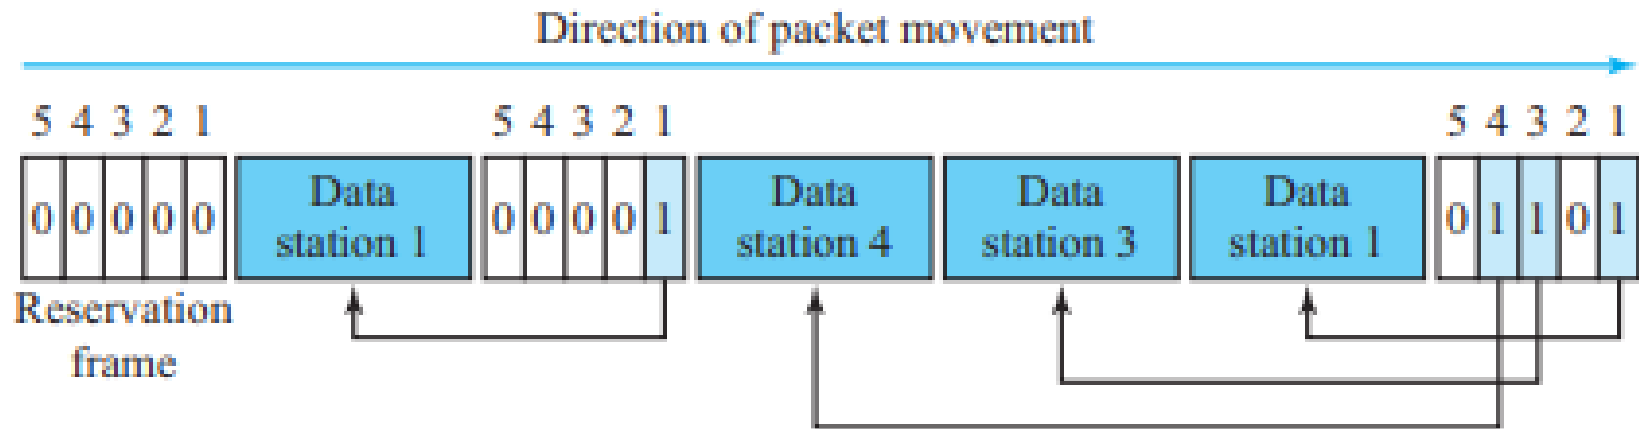 Direction of packet movement
5 4 3 2 1
5 4 3 2 1
5 4 3 2 1
0 0 0 0 0
Data
station 1
0 0 0 0 1
Data
station 4
Data
station 3
Data
station 1
0 1 1 0 1
Reservation
frame